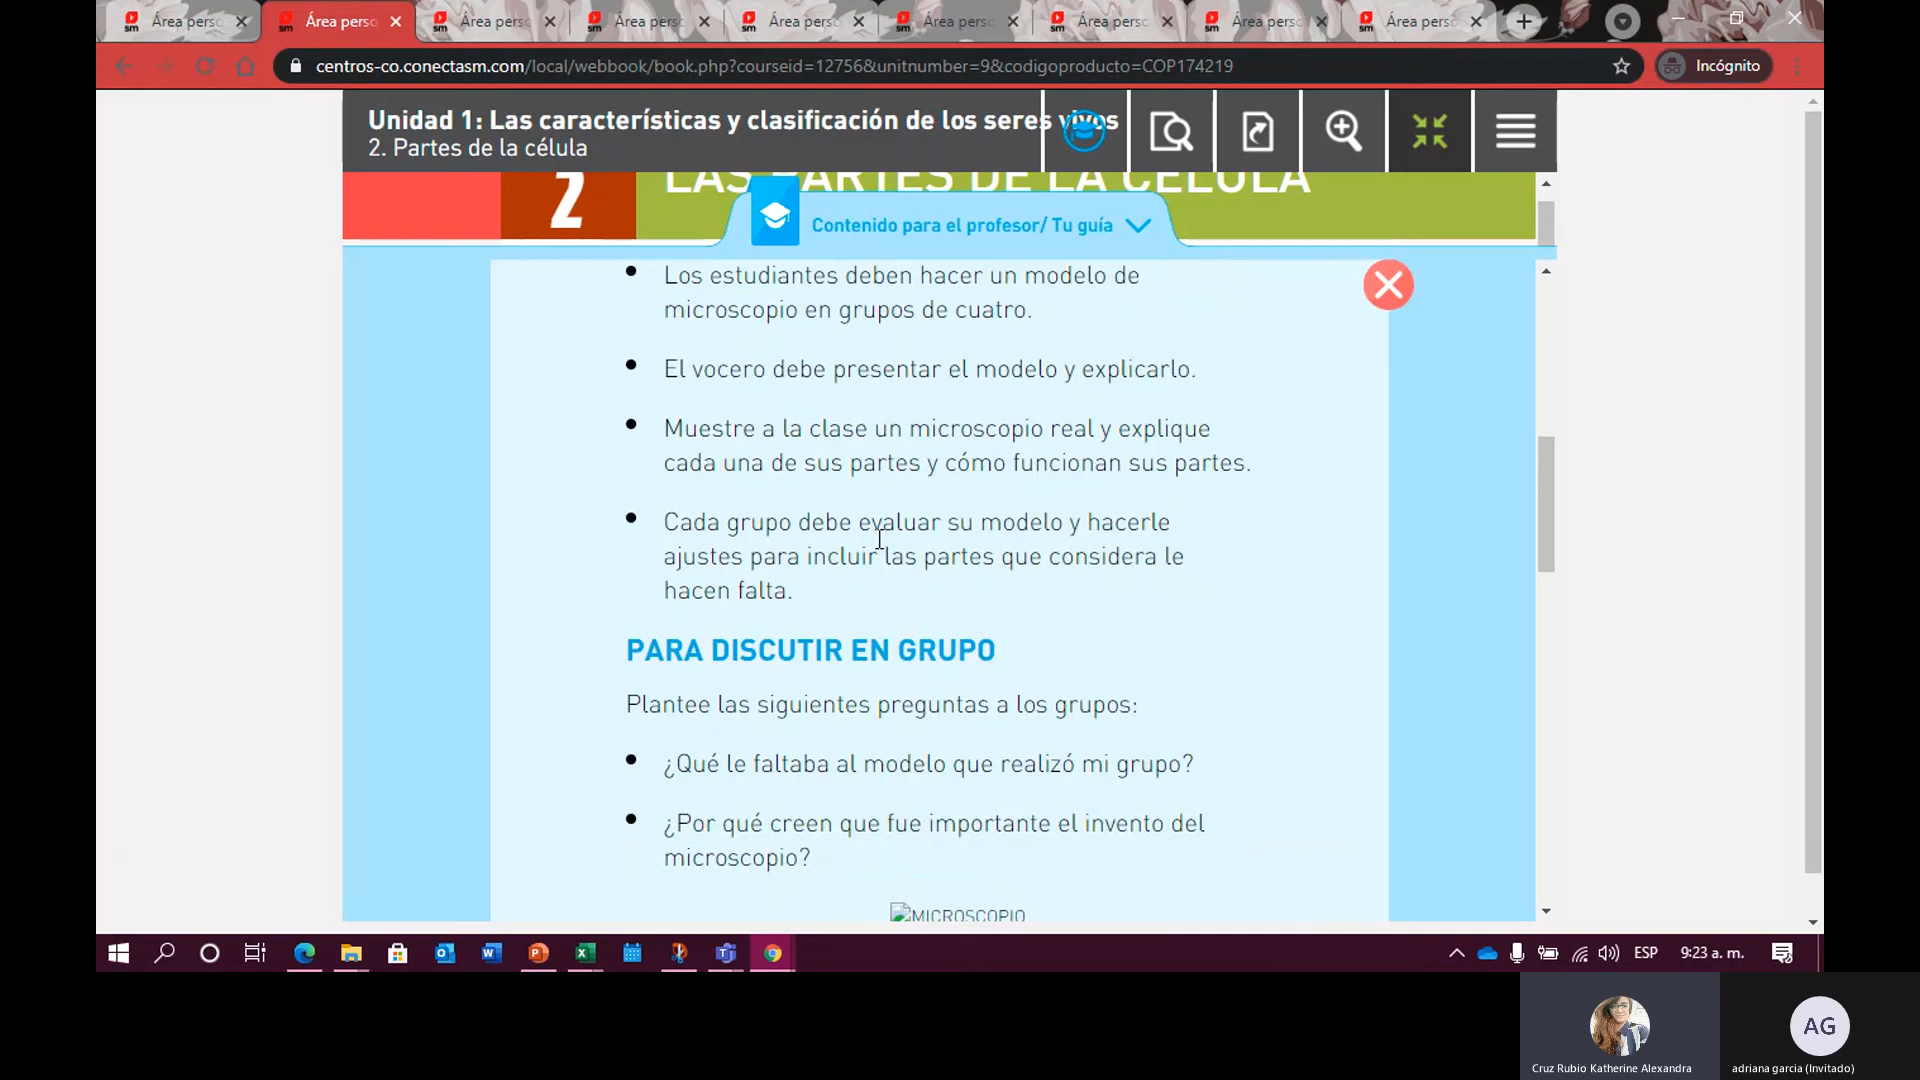 Área perso
Área perso
Área perso
Área perso
Área perso
Área perso
Área perso
Área perso
Área perso
centros-co.conectasm.com/local/webbook/book.php?courseid=12756&unitnumber=9&codigoproducto=COP174219
Incógnito
Unidad 1: Las características y clasificación de los seres vivos
2. Partes de la célula
2
LAS PARTES DE LA CÉLULA
Contenido para el profesor/ Tu guía
• Los estudiantes deben hacer un modelo de
microscopio en grupos de cuatro.
• El vocero debe presentar el modelo y explicarlo.
• Muestre a la clase un microscopio real y explique
cada una de sus partes y cómo funcionan sus partes.
• Cada grupo debe evaluar su modelo y hacerle
ajustes para incluir las partes que considera le
hacen falta.
PARA DISCUTIR EN GRUPO
Plantee las siguientes preguntas a los grupos:
• ¿Qué le faltaba al modelo que realizó mi grupo?
• ¿Por qué creen que fue importante el invento del
microscopio?
MICROSCOPIO
ESP
9:23 a. m.
AG
Cruz Rubio Katherine Alexandra
adriana garcia (Invitado)